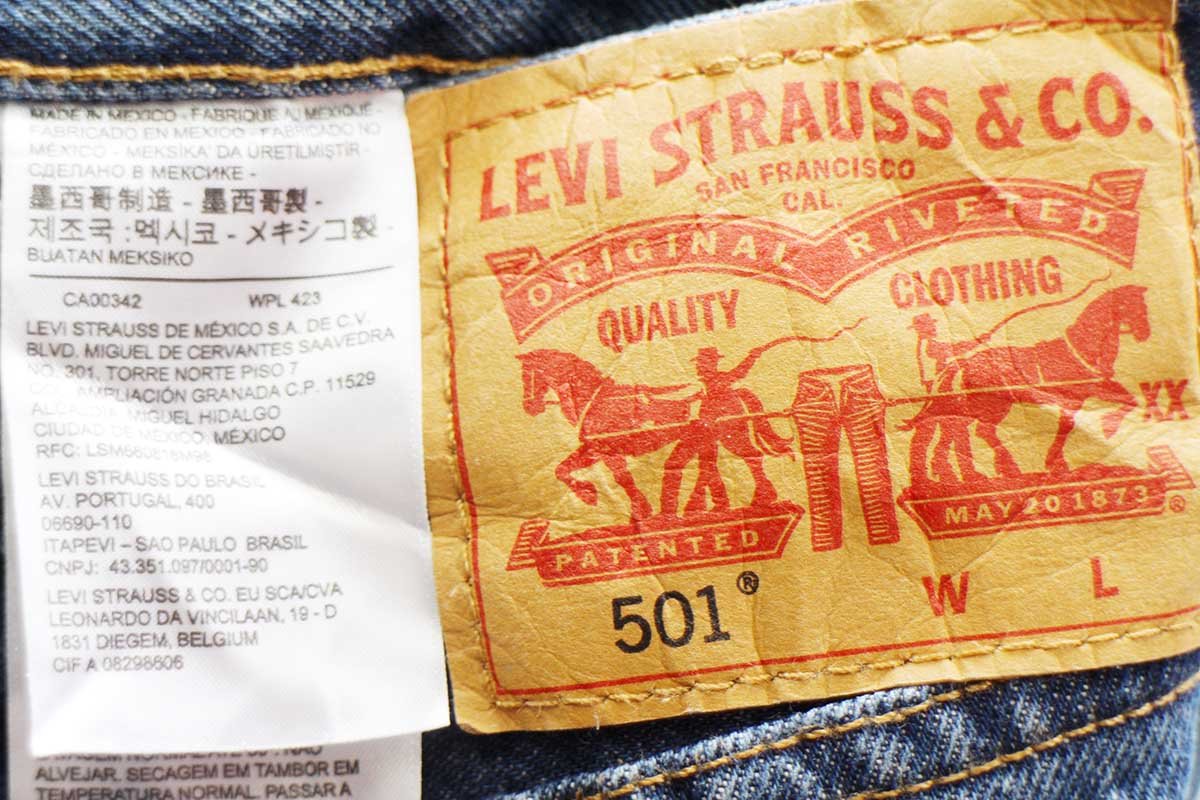 MADE IN MEXICO - FABRIQUÉ AU MEXIQUE -
FABRICADO EN MÉXICO - FABRICADO NO
MÉXICO - MEKSİKA' DA ÜRETİLMİŞTİR -
СДЕЛАНО В МЕКСИКЕ -
墨西哥制造 - 墨西哥製 -
제조국 : 멕시코 - メキシコ製 -
BUATAN MEKSIKO
CA00342 WPL 423
LEVI STRAUSS DE MÉXICO S.A. DE C.V.
BLVD. MIGUEL DE CERVANTES SAAVEDRA
NO. 301, TORRE NORTE PISO 7
COL. AMPLIACIÓN GRANADA C.P. 11529
ALCALDÍA MIGUEL HIDALGO
CIUDAD DE MÉXICO, MÉXICO
RFC: LSM660818M98
LEVI STRAUSS DO BRASIL
AV. PORTUGAL, 400
06690-110
ITAPEVI – SAO PAULO BRASIL
CNPJ: 43.351.097/0001-90
LEVI STRAUSS & CO. EU SCA/CVA
LEONARDO DA VINCILAAN, 19 - D
1831 DIEGEM, BELGIUM
CIF A 08298606
ALVEJAR. SECAGEM EM TAMBOR EM
TEMPERATURA NORMAL. PASSAR A
LEVI STRAUSS & CO.
SAN FRANCISCO
CAL.
ORIGINAL RIVETED
QUALITY CLOTHING
XX
PATENTED MAY 20 1873 ®
501® W L